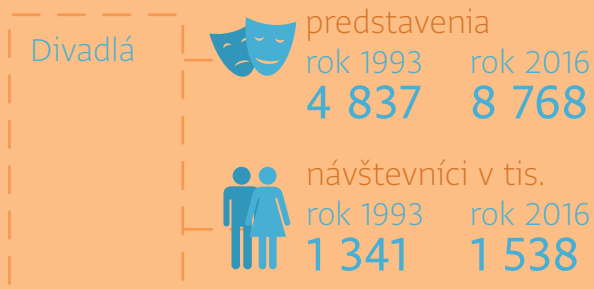 Divadlá
predstavenia
rok 1993 rok 2016
4 837 8 768
návštevníci v tis.
rok 1993 rok 2016
1 341 1 538